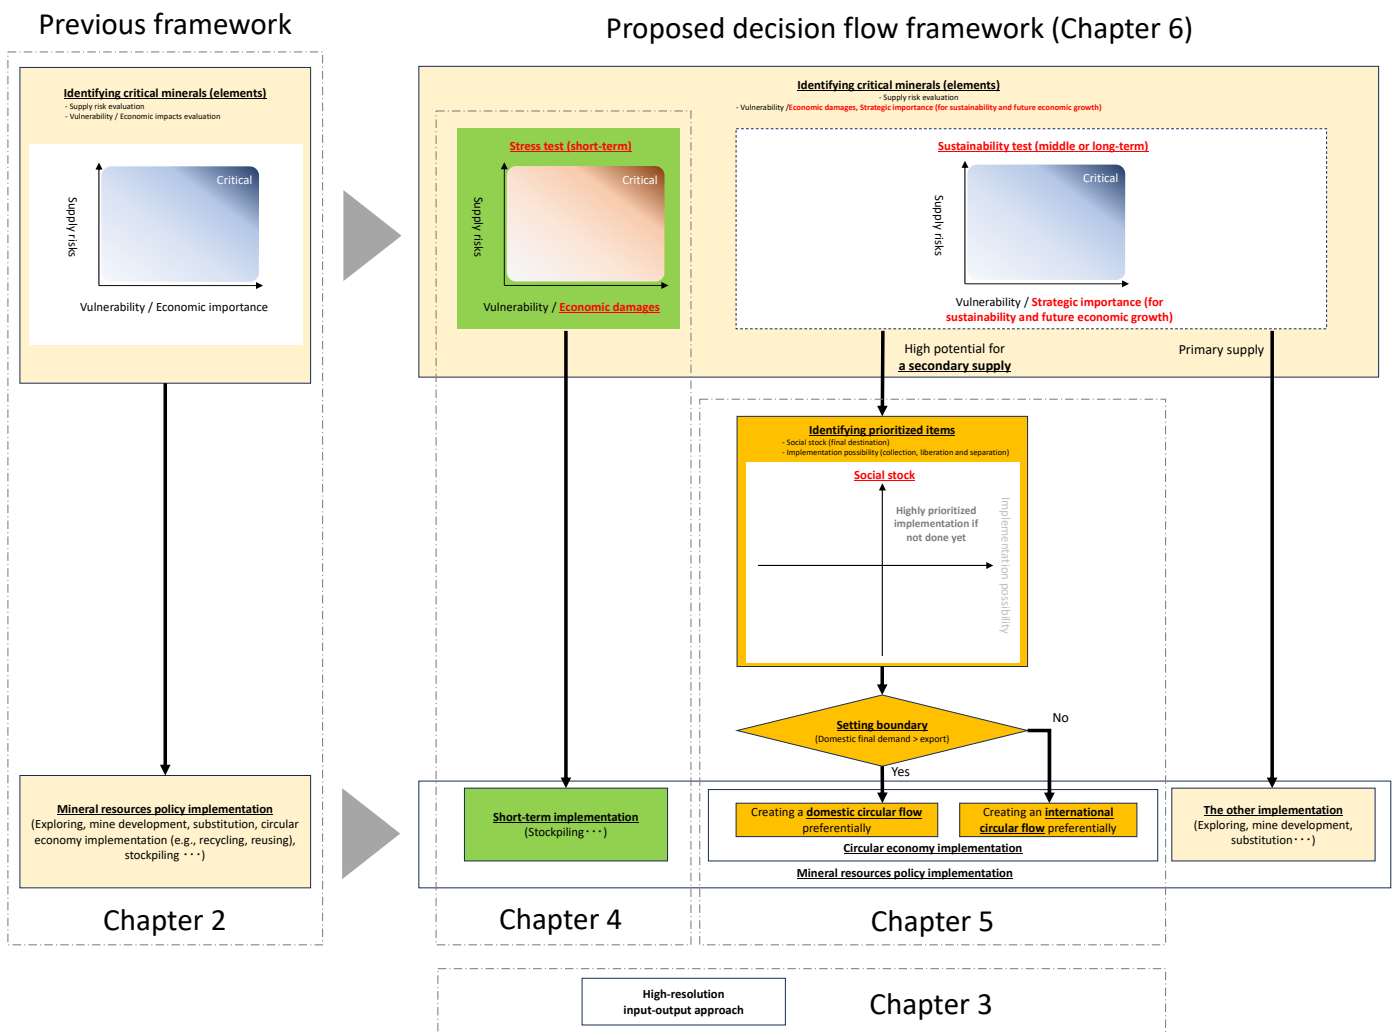 Previous framework
Proposed decision flow framework (Chapter 6)
Identifying critical minerals (elements)
- Supply risk evaluation
- Vulnerability / Economic impacts evaluation
Critical
Supply risks
Vulnerability / Economic importance
Mineral resources policy implementation
(Exploring, mine development, substitution, circular
economy implementation (e.g., recycling, reusing),
stockpiling ･･･)
Chapter 2
Identifying critical minerals (elements)
- Supply risk evaluation
- Vulnerability /Economic damages, Strategic importance (for sustainability and future economic growth)
Stress test (short-term)
Critical
Supply risks
Vulnerability / Economic damages
Sustainability test (middle or long-term)
Critical
Supply risks
Vulnerability / Strategic importance (for
sustainability and future economic growth)
High potential for
a secondary supply
Primary supply
Identifying prioritized items
- Social stock (final destination)
- Implementation possibility (collection, liberation and separation)
Social stock
Highly prioritized
implementation if
not done yet
Implementation possibility
Setting boundary
(Domestic final demand > export)
No
Yes
Short-term implementation
(Stockpiling･･･)
Creating a domestic circular flow
preferentially
Creating an international
circular flow preferentially
Circular economy implementation
The other implementation
(Exploring, mine development,
substitution･･･)
Mineral resources policy implementation
Chapter 4
Chapter 5
High-resolution
input-output approach
Chapter 3